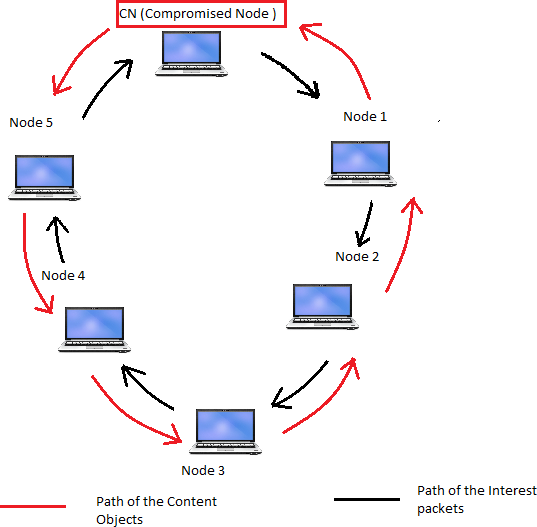 CN (Compromised Node )
Node 1
Node 5
Node 2
Node 4
Node 3
Path of the Content
Objects
Path of the Interest
packets